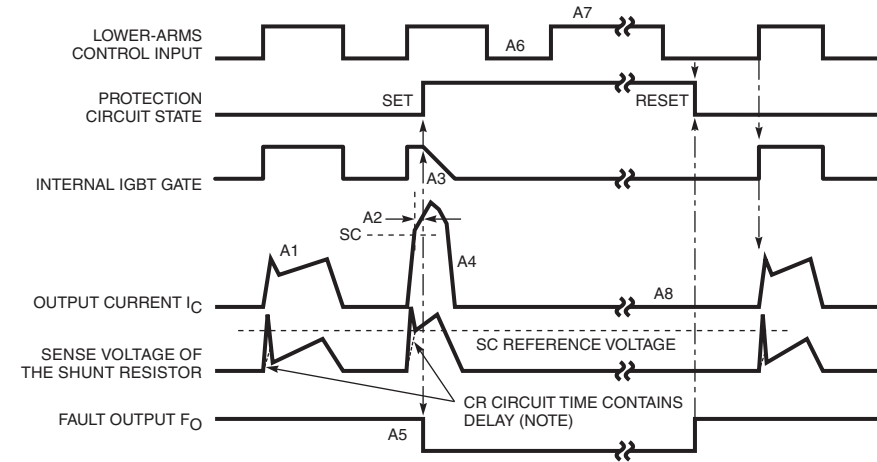 A7
LOWER-ARMS
CONTROL INPUT
A6
PROTECTION
CIRCUIT STATE
SET
RESET
INTERNAL IGBT GATE
A3
A2
SC
A1
A4
OUTPUT CURRENT IC
A8
SC REFERENCE VOLTAGE
SENSE VOLTAGE OF
THE SHUNT RESISTOR
CR CIRCUIT TIME CONTAINS
DELAY (NOTE)
FAULT OUTPUT FO
A5